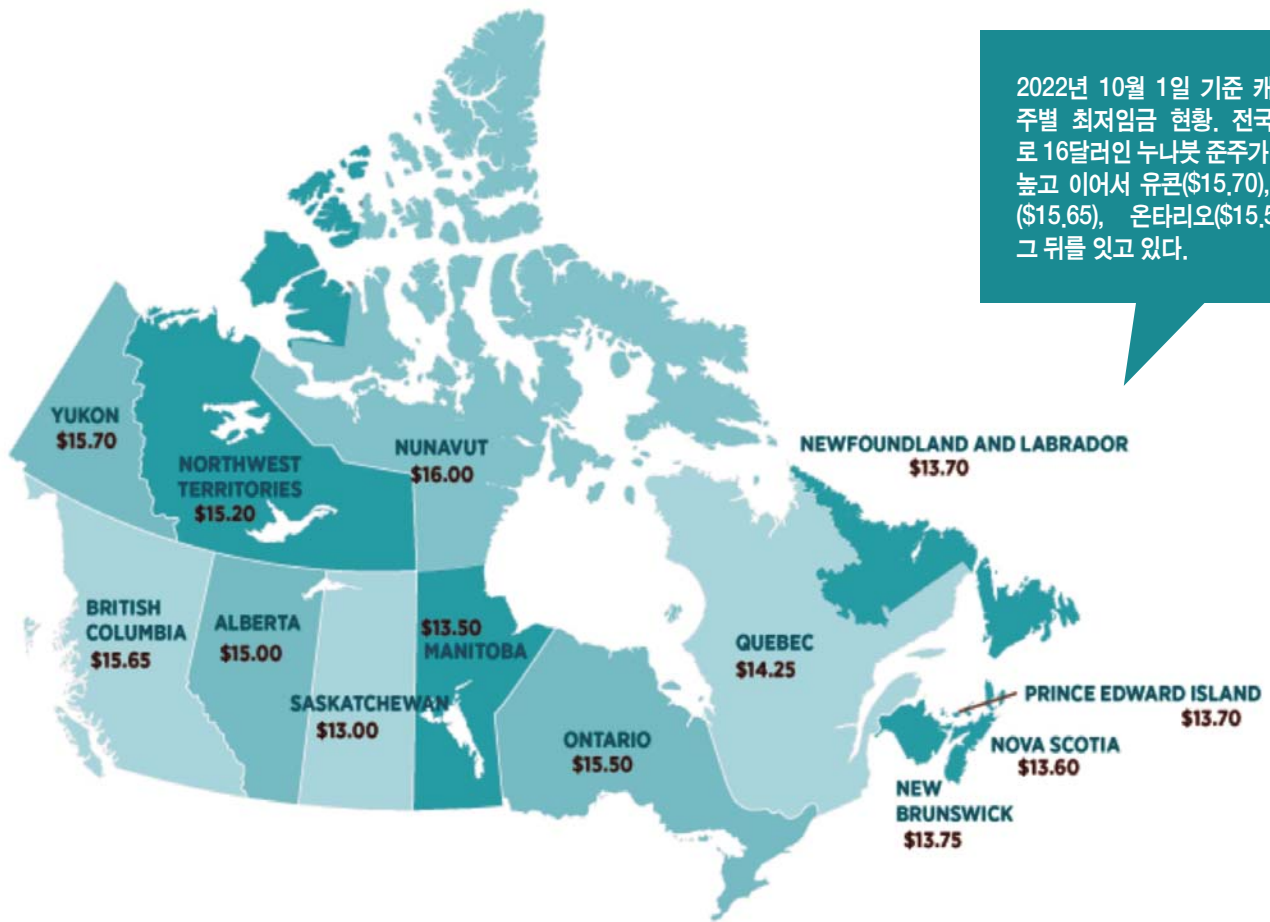 2022년 10월 1일 기준 캐
주별 최저임금 현황. 전국
로 16달러인 누나붓 준주가
높고 이어서 유콘($15.70),
($15.65), 온타리오($15.5
그 뒤를 잇고 있다.
YUKON
$15.70
NORTHWEST
TERRITORIES
$15.20
NUNAVUT
$16.00
NEWFOUNDLAND AND LABRADOR
$13.70
BRITISH
COLUMBIA
$15.65
ALBERTA
$15.00
SASKATCHEWAN
$13.00
$13.50
MANITOBA
ONTARIO
$15.50
QUEBEC
$14.25
PRINCE EDWARD ISLAND
$13.70
NOVA SCOTIA
$13.60
NEW
BRUNSWICK
$13.75